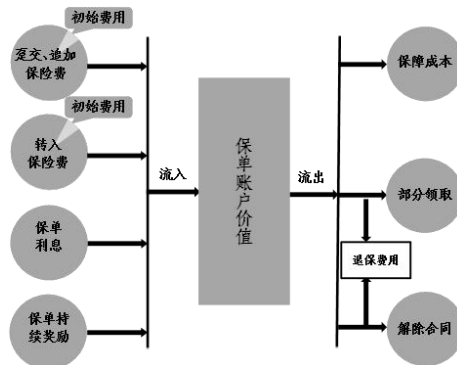 初始费用
趸交、追加
保险费
初始费用
转入
保险费
保单
利息
保单持
续奖励
流入
保单账户价值
流出
保障成本
部分领取
退保费用
解除合同